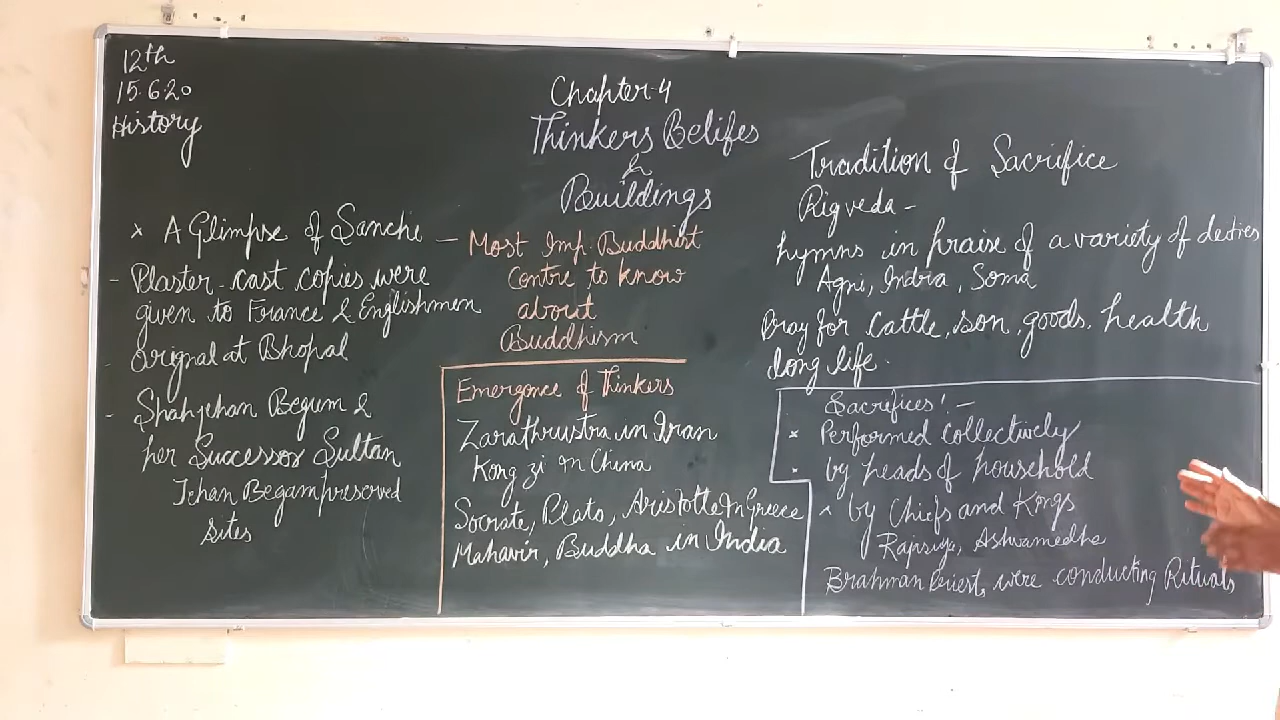 12th
15.6.20
History
Chapter-4
Thinkers Belifes
&
Buildings
x A Glimpse of Sanchi —
Most Imp. Buddhist
Centre to know
about
Buddhism
- Plaster-cast copies were
given to France & Englishmen
- Orignal at Bhopal
- Shahjehan Begum &
her Successor Sultan
Jehan Begam preserved
sites
Emergence of Thinkers
Zarathrustra in Iran
Kong zi in China
Socrate, Plato, Aristotle In Greece
Mahavir, Buddha in India
Tradition of Sacrifice
Rigveda -
hymns in praise of a variety of deities
Agni, Indra, Soma
Pray for Cattle, son, goods. health
long life.
Sacrefices! —
x Performed Collectively
x by heads of household
x by Chiefs and Kings
Rajsuya, Ashwamedha
Brahman Priests were conducting Rituals